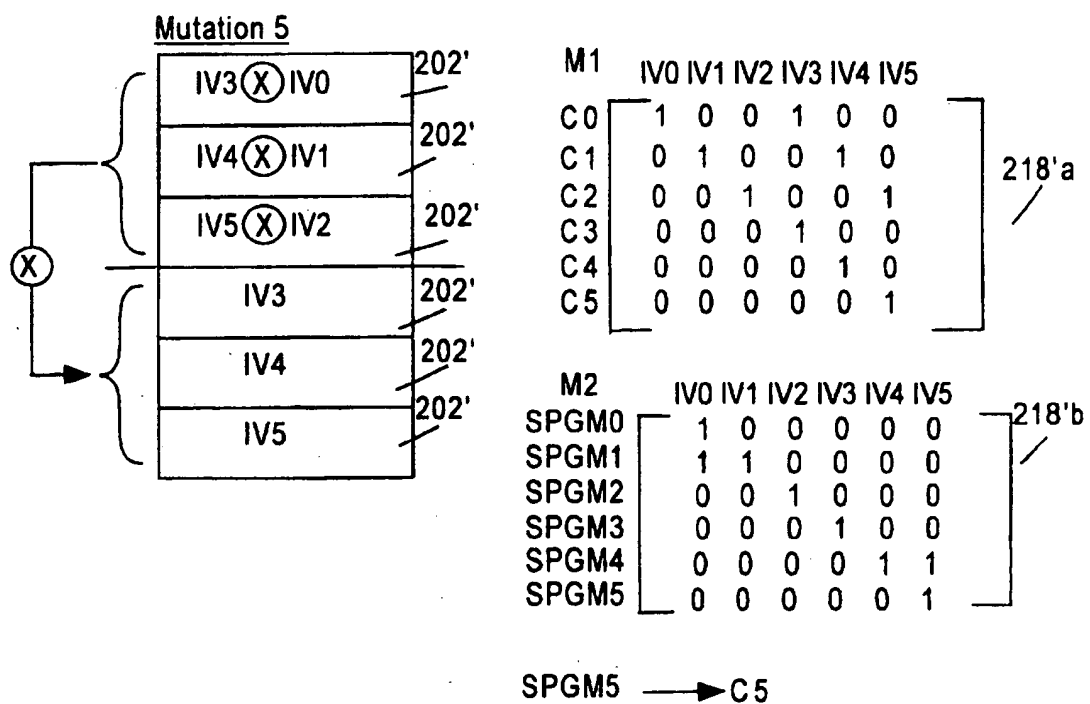 Mutation 5
IV3 Ⓧ IV0
202'
IV4 Ⓧ IV1
202'
IV5 Ⓧ IV2
202'
Ⓧ
IV3
202'
IV4
202'
IV5
202'
M1
IV0 IV1 IV2 IV3 IV4 IV5
C0 1 0 0 1 0 0
C1 0 1 0 0 1 0
C2 0 0 1 0 0 1
C3 0 0 0 1 0 0
C4 0 0 0 0 1 0
C5 0 0 0 0 0 1
218'a
M2
IV0 IV1 IV2 IV3 IV4 IV5
SPGM0 1 0 0 0 0 0
SPGM1 1 1 0 0 0 0
SPGM2 0 0 1 0 0 0
SPGM3 0 0 0 1 0 0
SPGM4 0 0 0 0 1 1
SPGM5 0 0 0 0 0 1
218'b
SPGM5 → C5